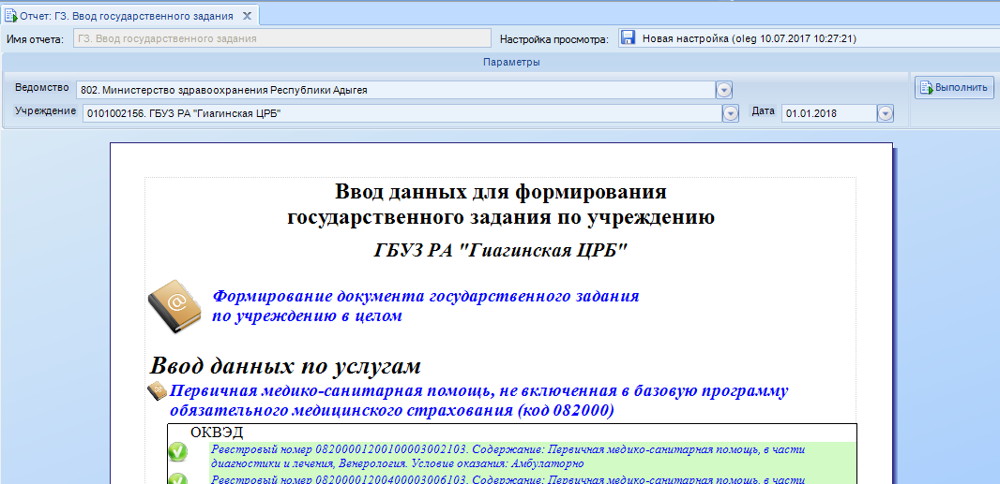 Отчет: ГЗ. Ввод государственного задания
Имя отчета: ГЗ. Ввод государственного задания Настройка просмотра: Новая настройка (oleg 10.07.2017 10:27:21)
Параметры
Ведомство 802. Министерство здравоохранения Республики Адыгея Выполнить
Учреждение 0101002156. ГБУЗ РА "Гиагинская ЦРБ" Дата 01.01.2018
Ввод данных для формирования
государственного задания по учреждению
ГБУЗ РА "Гиагинская ЦРБ"
Формирование документа государственного задания
по учреждению в целом
Ввод данных по услугам
Первичная медико-санитарная помощь, не включенная в базовую программу
обязательного медицинского страхования (код 082000)
ОКВЭД
Реестровый номер 08200001200100003002103. Содержание: Первичная медико-санитарная помощь, в части
диагностики и лечения, Венерология. Условие оказания: Амбулаторно
Реестровый номер 08200001200400003006103. Содержание: Первичная медико-санитарная помощь, в части